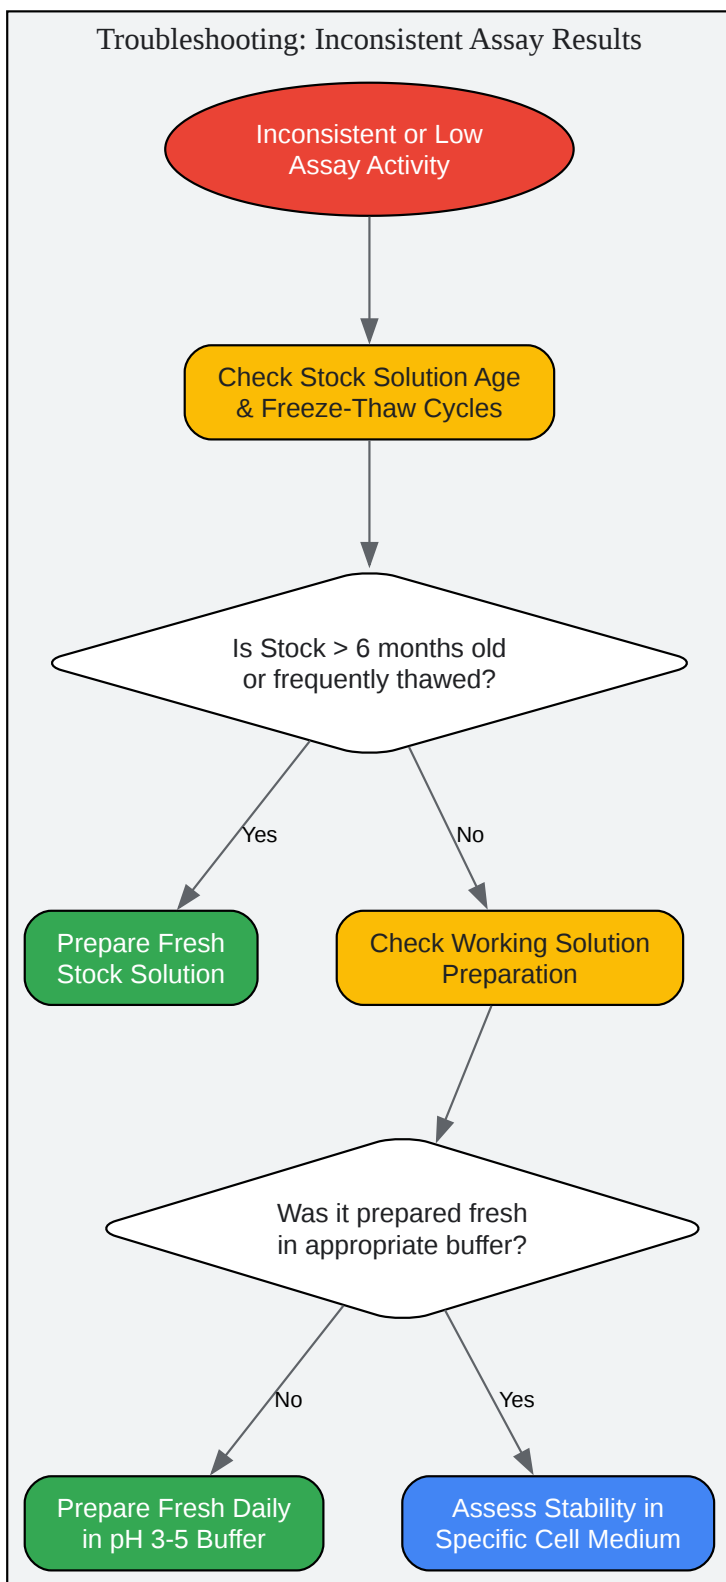 Troubleshooting: Inconsistent Assay Results
Inconsistent or Low
Assay Activity
Check Stock Solution Age
& Freeze-Thaw Cycles
Is Stock > 6 months old
or frequently thawed?
Yes
No
Prepare Fresh
Stock Solution
Check Working Solution
Preparation
Was it prepared fresh
in appropriate buffer?
No
Yes
Prepare Fresh Daily
in pH 3-5 Buffer
Assess Stability in
Specific Cell Medium